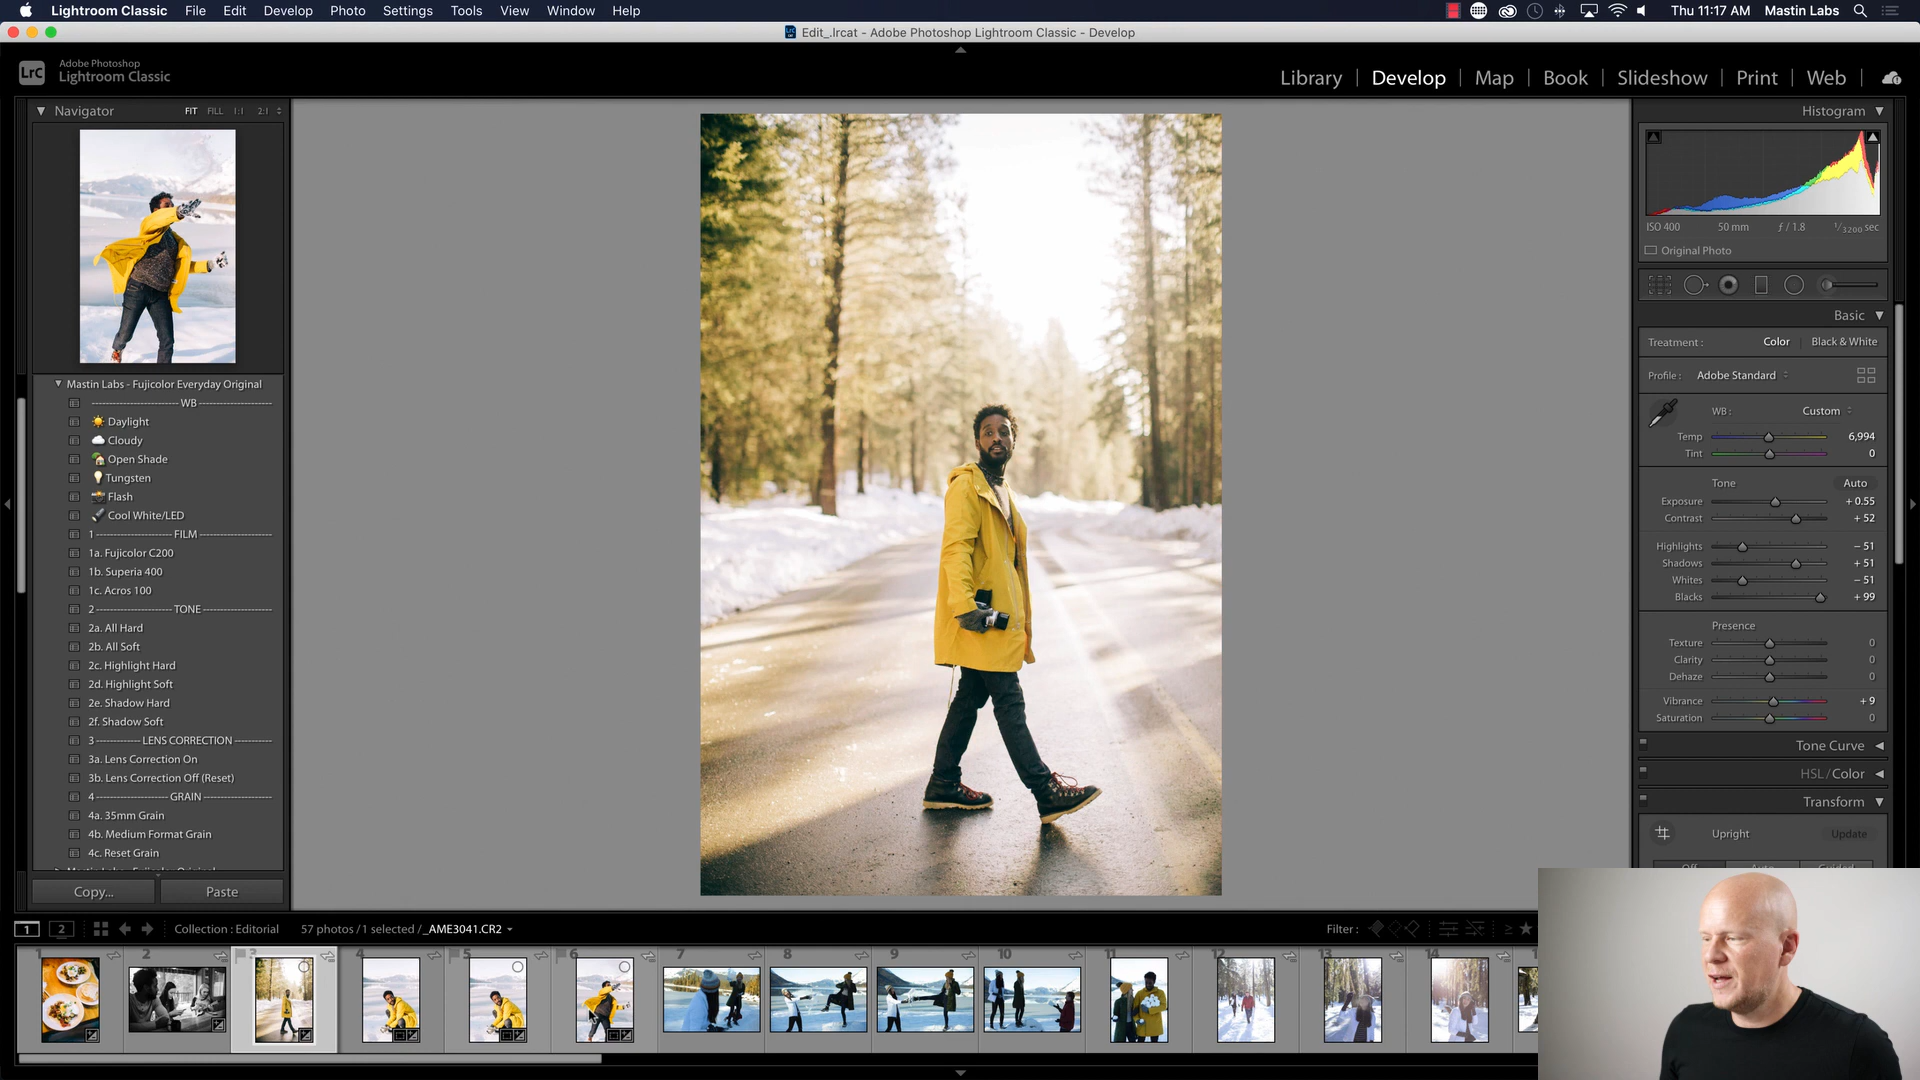 Lightroom Classic File Edit Develop Photo Settings Tools View Window Help Thu 11:17 AM Mastin Labs
Edit_.lrcat - Adobe Photoshop Lightroom Classic - Develop
LrC Adobe Photoshop
Lightroom Classic
Library | Develop | Map | Book | Slideshow | Print | Web
Navigator FIT FILL 1:1 2:1
Mastin Labs - Fujicolor Everyday Original
WB
Daylight
Cloudy
Open Shade
Tungsten
Flash
Cool White/LED
1 FILM
1a. Fujicolor C200
1b. Superia 400
1c. Acros 100
2 TONE
2a. All Hard
2b. All Soft
2c. Highlight Hard
2d. Highlight Soft
2e. Shadow Hard
2f. Shadow Soft
3 LENS CORRECTION
3a. Lens Correction On
3b. Lens Correction Off (Reset)
4 GRAIN
4a. 35mm Grain
4b. Medium Format Grain
4c. Reset Grain
Copy... Paste
Histogram
ISO 400 50 mm ƒ / 1.8 1/3200 sec
Original Photo
Basic
Treatment : Color | Black & White
Profile : Adobe Standard
WB : Custom
Temp 6,994
Tint 0
Tone Auto
Exposure + 0.55
Contrast + 52
Highlights − 51
Shadows + 51
Whites − 51
Blacks + 99
Presence
Texture 0
Clarity 0
Dehaze 0
Vibrance + 9
Saturation 0
Tone Curve
HSL / Color
Transform
Upright Update
1 2 Collection : Editorial 57 photos / 1 selected / _AME3041.CR2 Filter : ≥
1 2 3 4 5 6 7 8 9 10 11 12 13 14